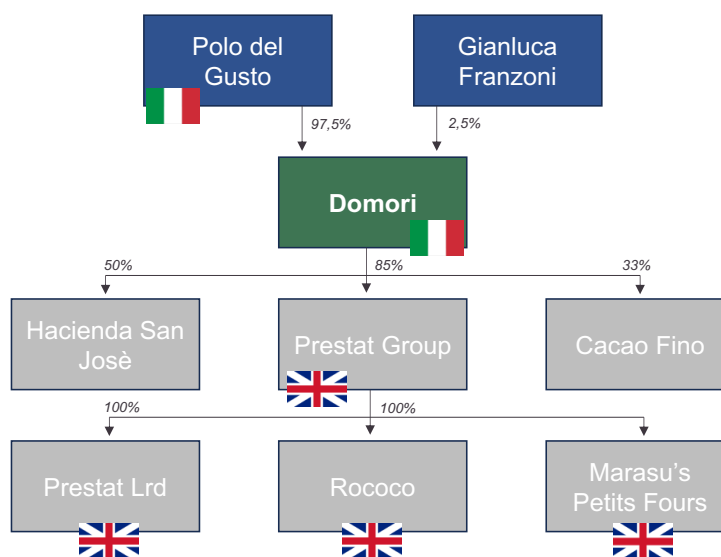 Polo del
Gusto
Gianluca
Franzoni
97,5%
2,5%
Domori
50%
85%
33%
Hacienda San
Josè
Prestat Group
Cacao Fino
100%
100%
Prestat Lrd
Rococo
Marasu's
Petits Fours